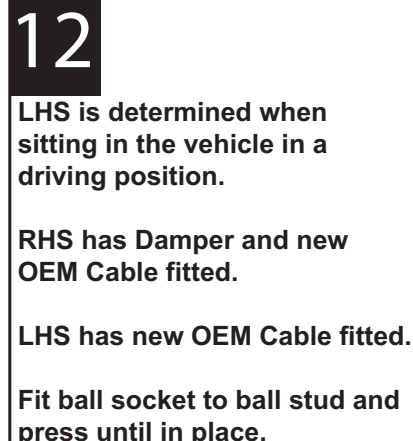 12
LHS is determined when
sitting in the vehicle in a
driving position.
RHS has Damper and new
OEM Cable fitted.
LHS has new OEM Cable fitted.
Fit ball socket to ball stud and
press until in place.